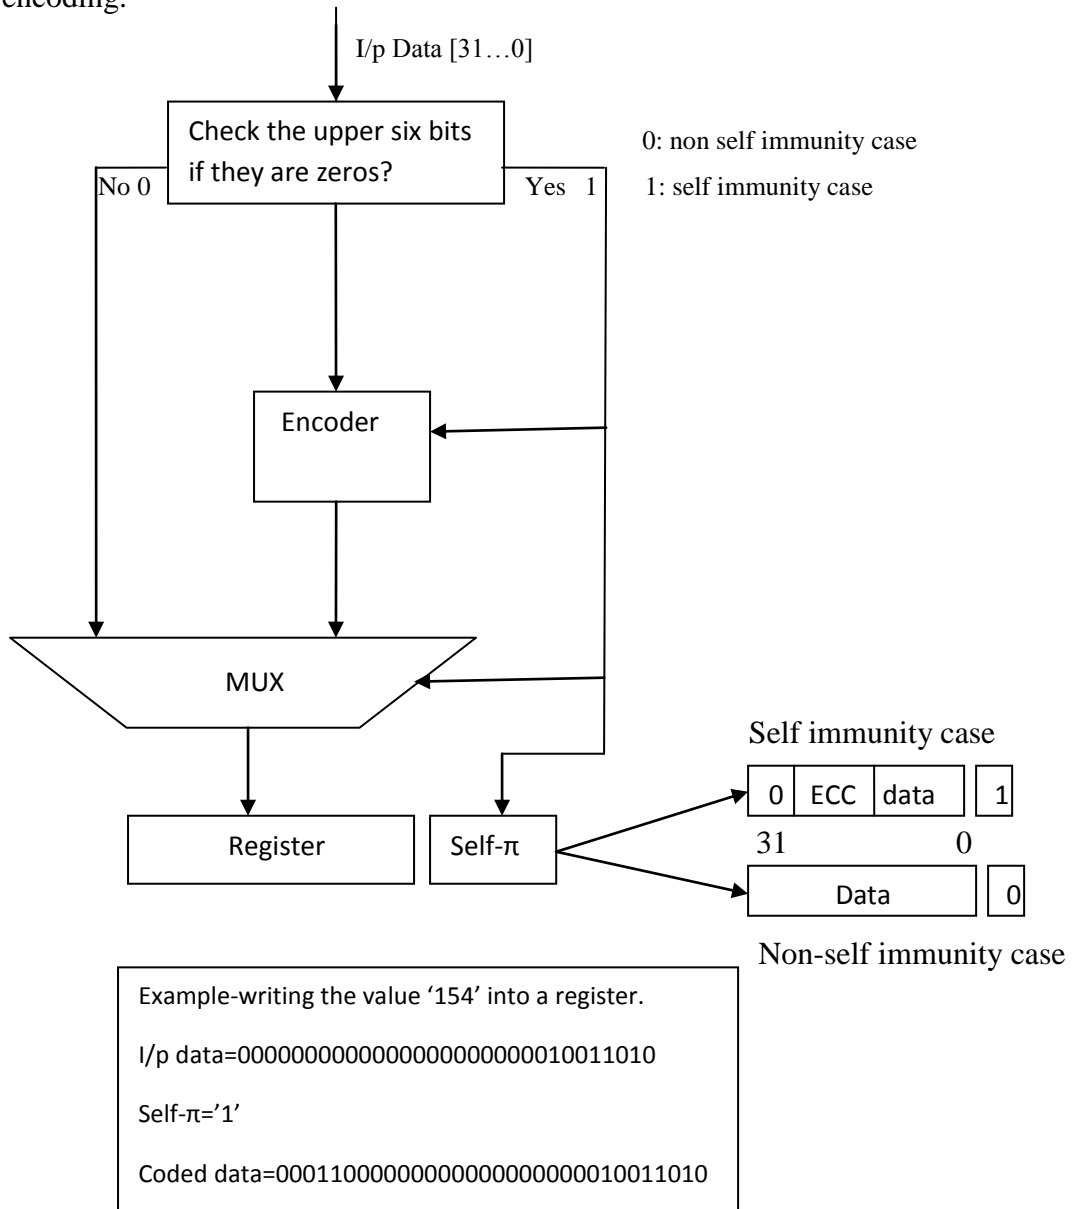 encoding.
I/p Data [31…0]
Check the upper six bits
if they are zeros?
0: non self immunity case
No 0
Yes 1
1: self immunity case
Encoder
MUX
Self immunity case
0 ECC data 1
31 0
Register
Self-π
Data 0
Non-self immunity case
Example-writing the value ‘154’ into a register.
I/p data=00000000000000000000000010011010
Self-π=’1’
Coded data=00011000000000000000000010011010